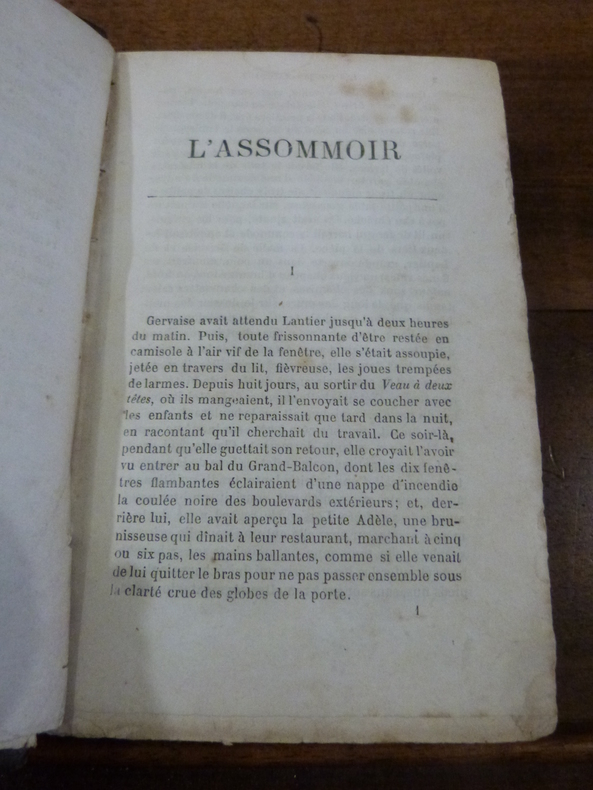 L'ASSOMMOIR
I
Gervaise avait attendu Lantier jusqu'à deux heures
du matin. Puis, toute frissonnante d'être restée en
camisole à l'air vif de la fenêtre, elle s'était assoupie,
jetée en travers du lit, fiévreuse, les joues trempées
de larmes. Depuis huit jours, au sortir du Veau à deux
têtes, où ils mangeaient, il l'envoyait se coucher avec
les enfants et ne reparaissait que tard dans la nuit,
en racontant qu'il cherchait du travail. Ce soir-là,
pendant qu'elle guettait son retour, elle croyait l'avoir
vu entrer au bal du Grand-Balcon, dont les dix fenê-
tres flambantes éclairaient d'une nappe d'incendie
la coulée noire des boulevards extérieurs; et, der-
rière lui, elle avait aperçu la petite Adèle, une bru-
nisseuse qui dînait à leur restaurant, marchant à cinq
ou six pas, les mains ballantes, comme si elle venait
de lui quitter le bras pour ne pas passer ensemble sous
la clarté crue des globes de la porte.
1